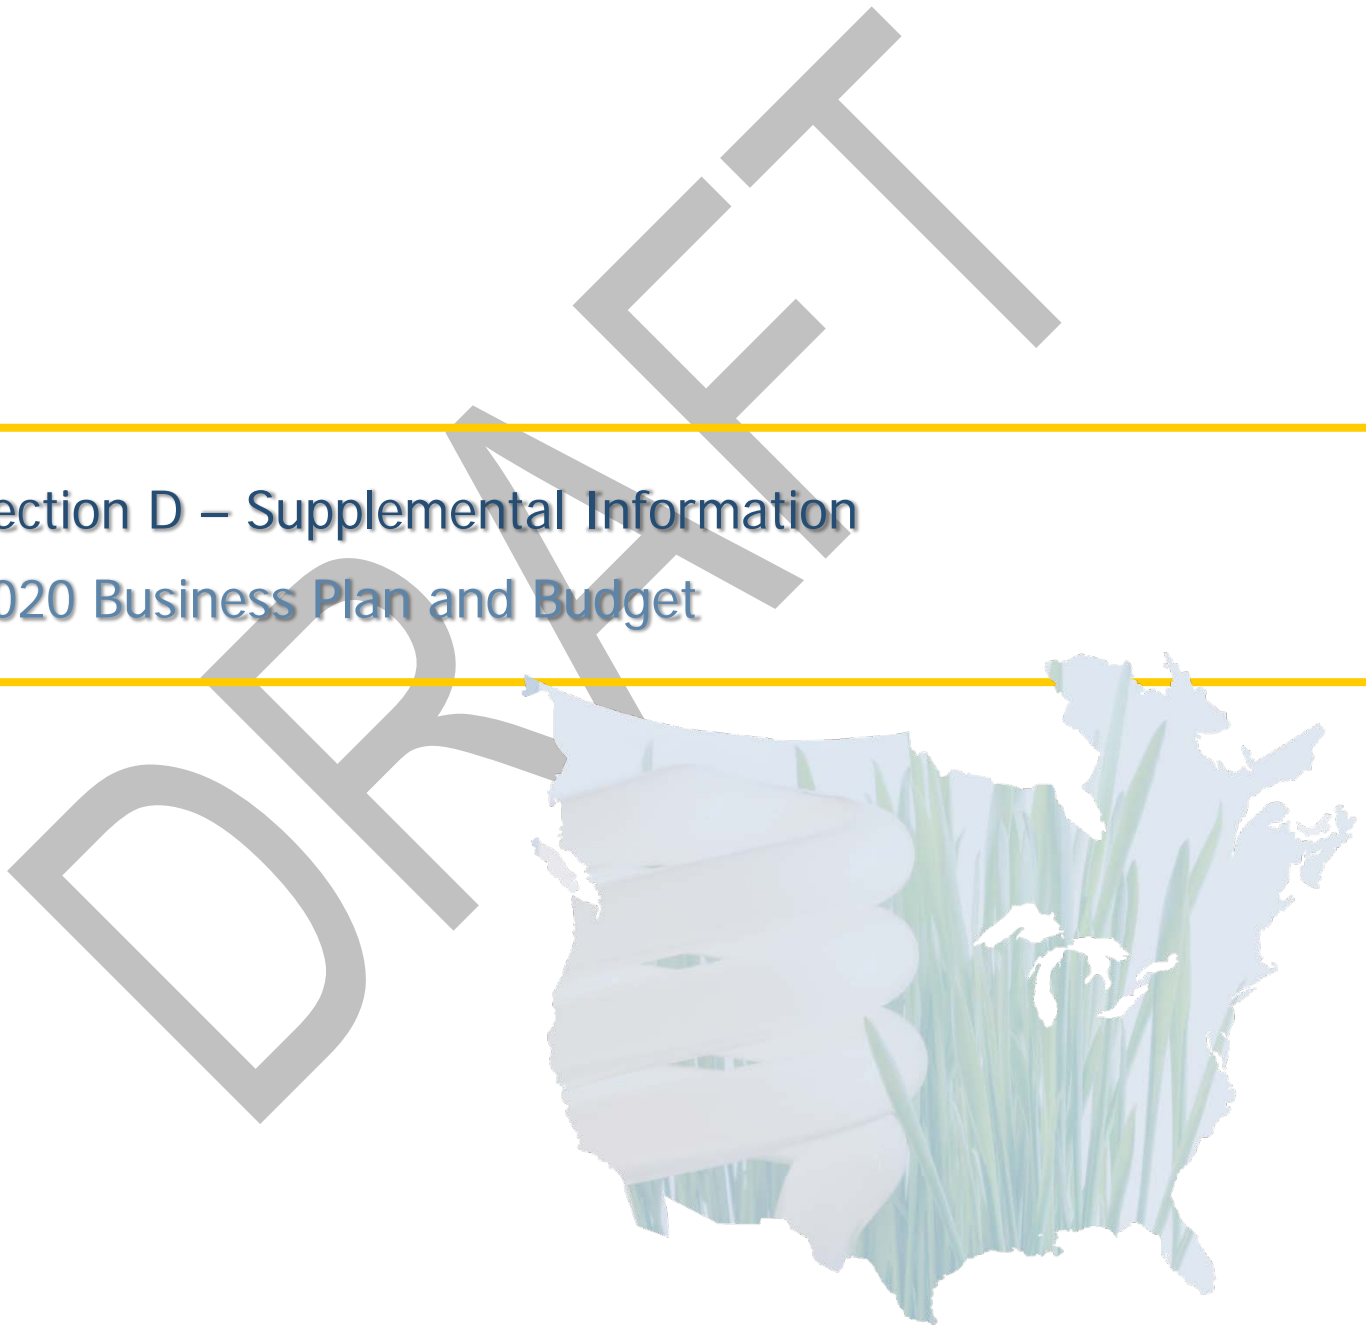 ection D – Supplemental Information
020 Business Plan and Budget
DRAFT